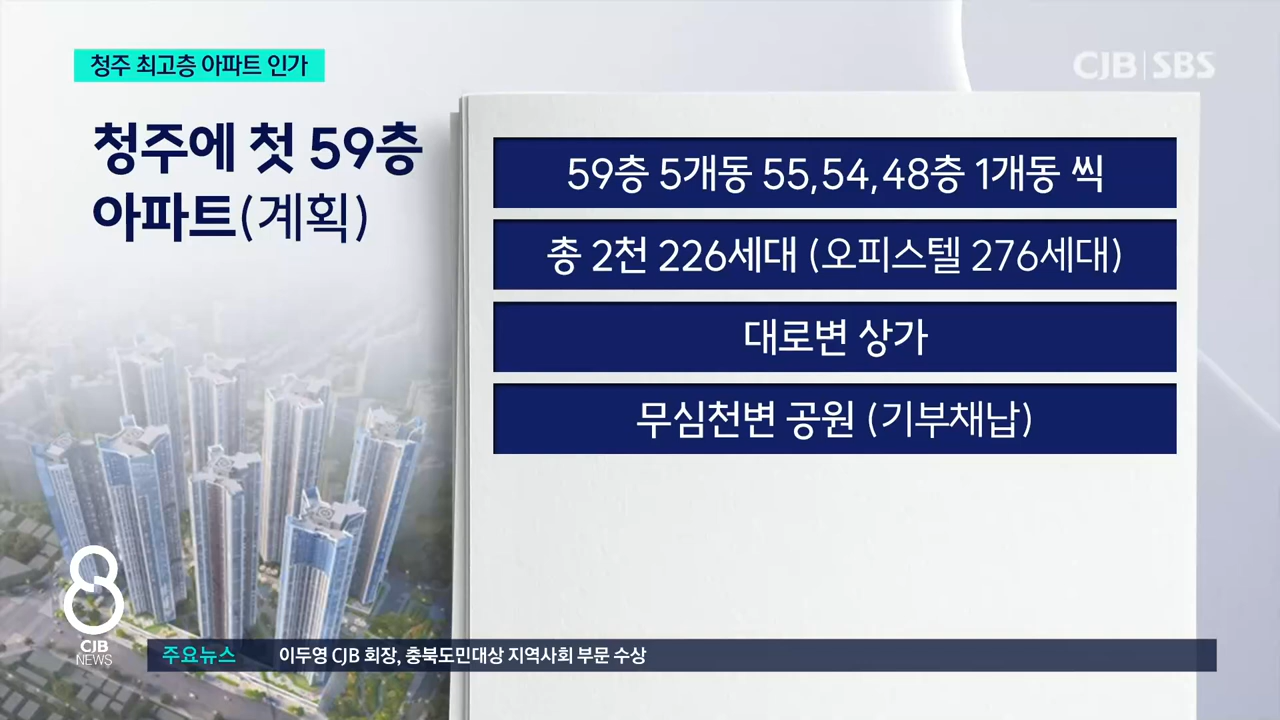 청주 최고층 아파트 인가
CJB SBS
청주에 첫 59층
아파트(계획)
59층 5개동 55,54,48층 1개동 씩
총 2천 226세대 (오피스텔 276세대)
대로변 상가
무심천변 공원 (기부채납)
8
CJB
NEWS
주요뉴스 이두영 CJB 회장, 충북도민대상 지역사회 부문 수상